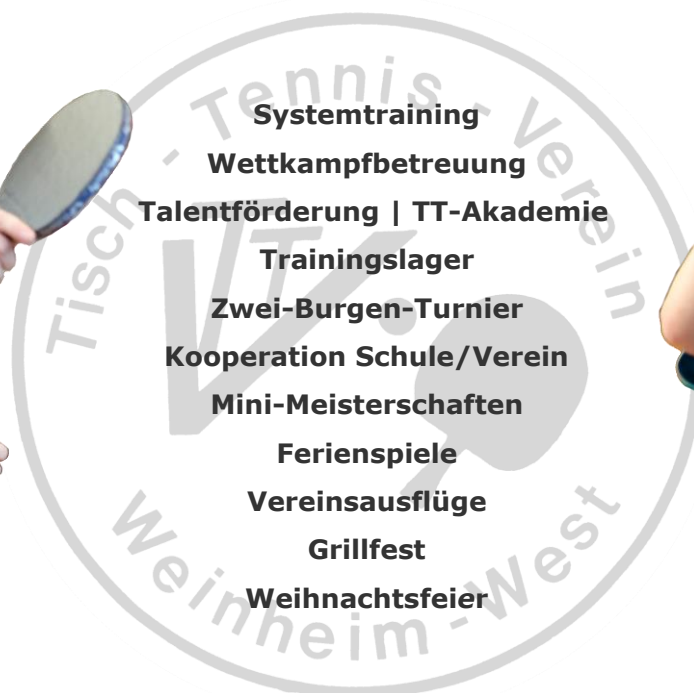 Tisch - Tennis - Verein
Systemtraining
Wettkampfbetreuung
Talentförderung | TT-Akademie
Trainingslager
Zwei-Burgen-Turnier
Kooperation Schule/Verein
Mini-Meisterschaften
Ferienspiele
Vereinsausflüge
Grillfest
Weihnachtsfeier
Weinheim - West
TTV